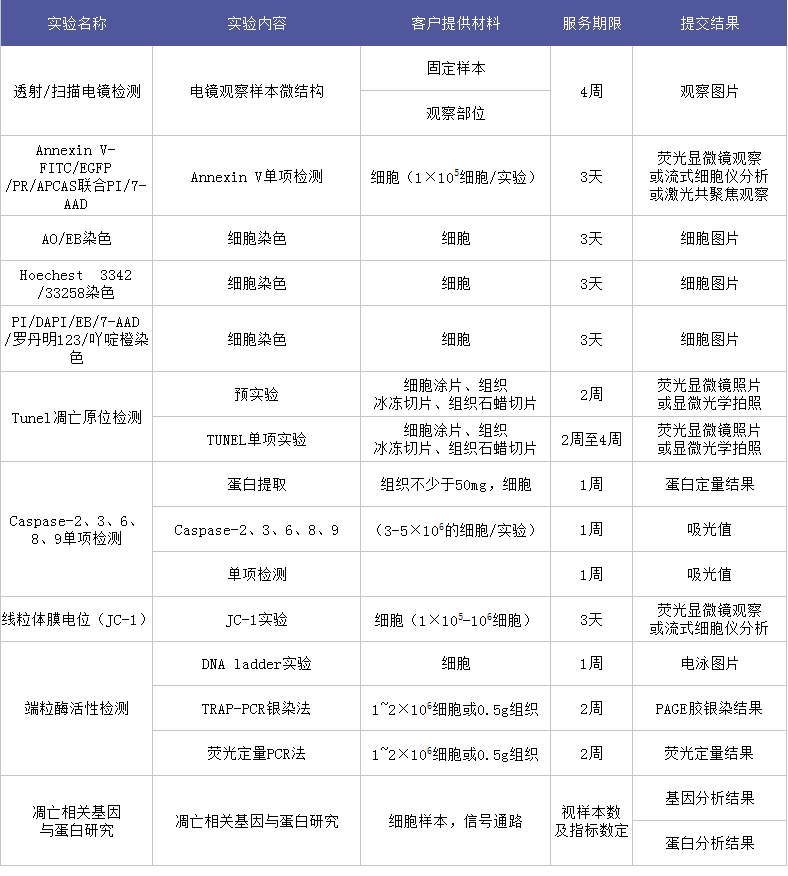 实验名称
实验内容
客户提供材料
服务期限
提交结果
透射/扫描电镜检测
电镜观察样本微结构
固定样本
观察部位
4周
观察图片
Annexin V-
FITC/EGFP
/PR/APCAS联合PI/7-
AAD
Annexin V单项检测
细胞（1×10⁵细胞/实验）
3天
荧光显微镜观察
或流式细胞仪分析
或激光共聚焦观察
AO/EB染色
细胞染色
细胞
3天
细胞图片
Hoechest 3342
/33258染色
细胞染色
细胞
3天
细胞图片
PI/DAPI/EB/7-AAD
/罗丹明123/吖啶橙染
色
细胞染色
细胞
3天
细胞图片
Tunel凋亡原位检测
预实验
细胞涂片、组织
冰冻切片、组织石蜡切片
2周
荧光显微镜照片
或显微光学拍照
TUNEL单项实验
细胞涂片、组织
冰冻切片、组织石蜡切片
2周至4周
荧光显微镜照片
或显微光学拍照
Caspase-2、3、6、
8、9单项检测
蛋白提取
组织不少于50mg，细胞
1周
蛋白定量结果
Caspase-2、3、6、8、9
（3-5×10⁶的细胞/实验）
1周
吸光值
单项检测
1周
吸光值
线粒体膜电位（JC-1）
JC-1实验
细胞（1×10⁵-10⁶细胞）
3天
荧光显微镜观察
或流式细胞仪分析
端粒酶活性检测
DNA ladder实验
细胞
1周
电泳图片
TRAP-PCR银染法
1~2×10⁶细胞或0.5g组织
2周
PAGE胶银染结果
荧光定量PCR法
1~2×10⁶细胞或0.5g组织
2周
荧光定量结果
凋亡相关基因
与蛋白研究
凋亡相关基因与蛋白研究
细胞样本，信号通路
视样本数
及指标数定
基因分析结果
蛋白分析结果